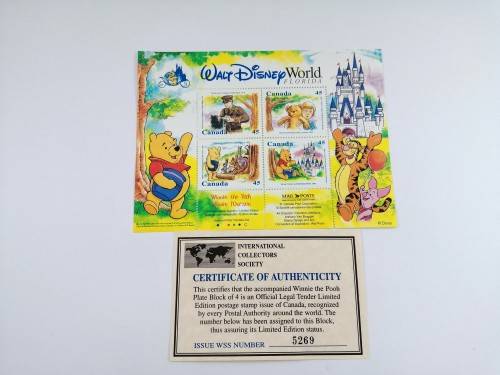 WALT DISNEY World
FLORIDA
Canada 45
Canada 45
Canada 45
Canada 45
Winnie the Pooh
MAIL POSTE
© Disney
INTERNATIONAL
COLLECTORS
SOCIETY
CERTIFICATE OF AUTHENTICITY
This certifies that the accompanied Winnie the Pooh
Plate Block of 4 is an Official Legal Tender Limited
Edition postage stamp issue of Canada, recognized
by every Postal Authority around the world. The
number below has been assigned to this Block,
thus assuring its Limited Edition status.
ISSUE WSS NUMBER 5269